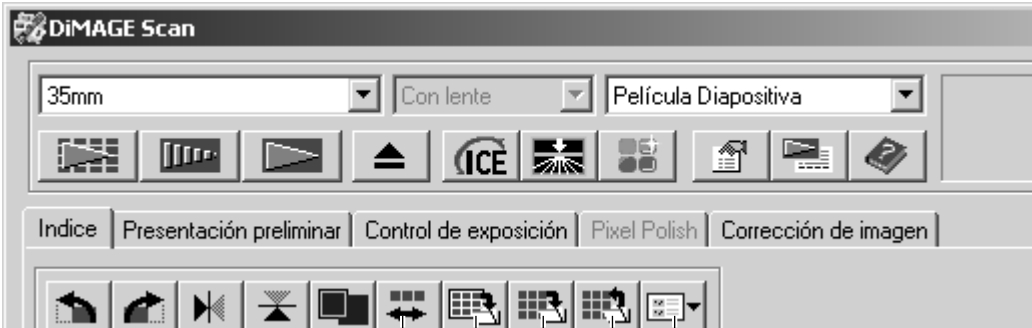 DiMAGE Scan
35mm Con lente Película Diapositiva
ICE
Indice Presentación preliminar Control de exposición Pixel Polish Corrección de imagen